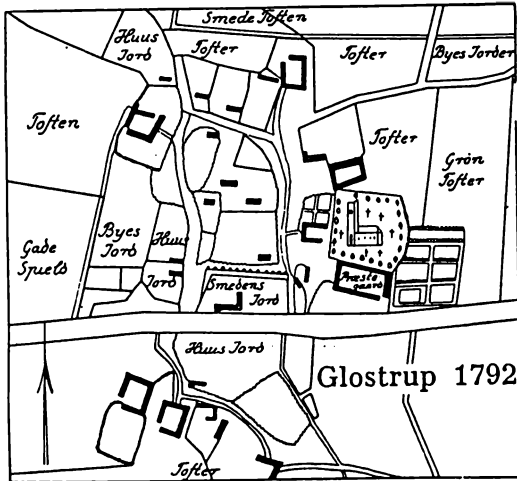 Smede Toften
Huus
Jord
Tofter
Tofter
Byes Jorder
Toften
Tofter
Grön
Tofter
Byes
Jord
Huus
Gade
Spueld
Jord
Smedens
Jord
Præste
gaard
Huus Jord
Glostrup 1792
Tofter